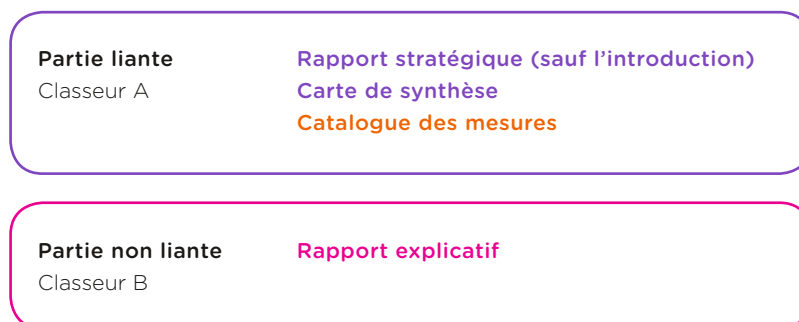 Partie liante
Classeur A
Rapport stratégique (sauf l’introduction)
Carte de synthèse
Catalogue des mesures
Partie non liante
Classeur B
Rapport explicatif